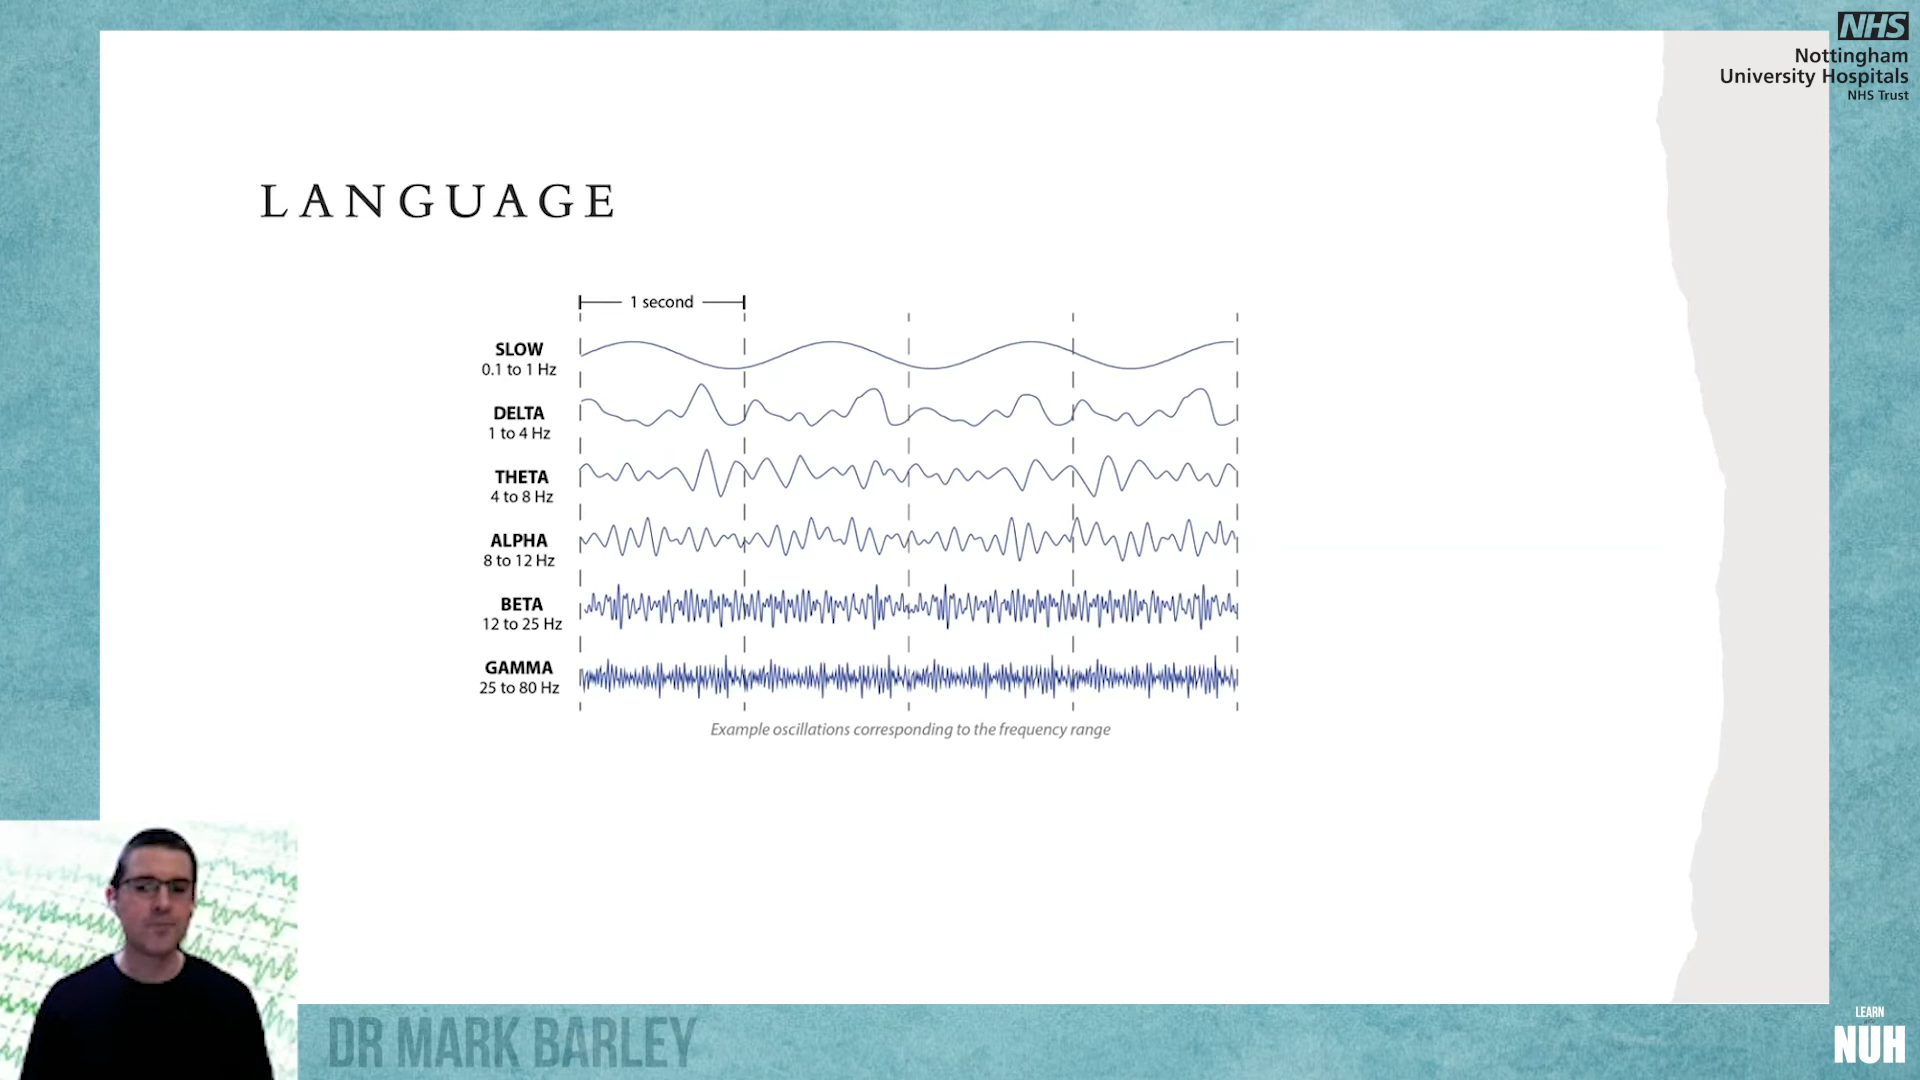 NHS
Nottingham
University Hospitals
NHS Trust
LANGUAGE
1 second
SLOW
0.1 to 1 Hz
DELTA
1 to 4 Hz
THETA
4 to 8 Hz
ALPHA
8 to 12 Hz
BETA
12 to 25 Hz
GAMMA
25 to 80 Hz
Example oscillations corresponding to the frequency range
DR MARK BARLEY
LEARN
NUH